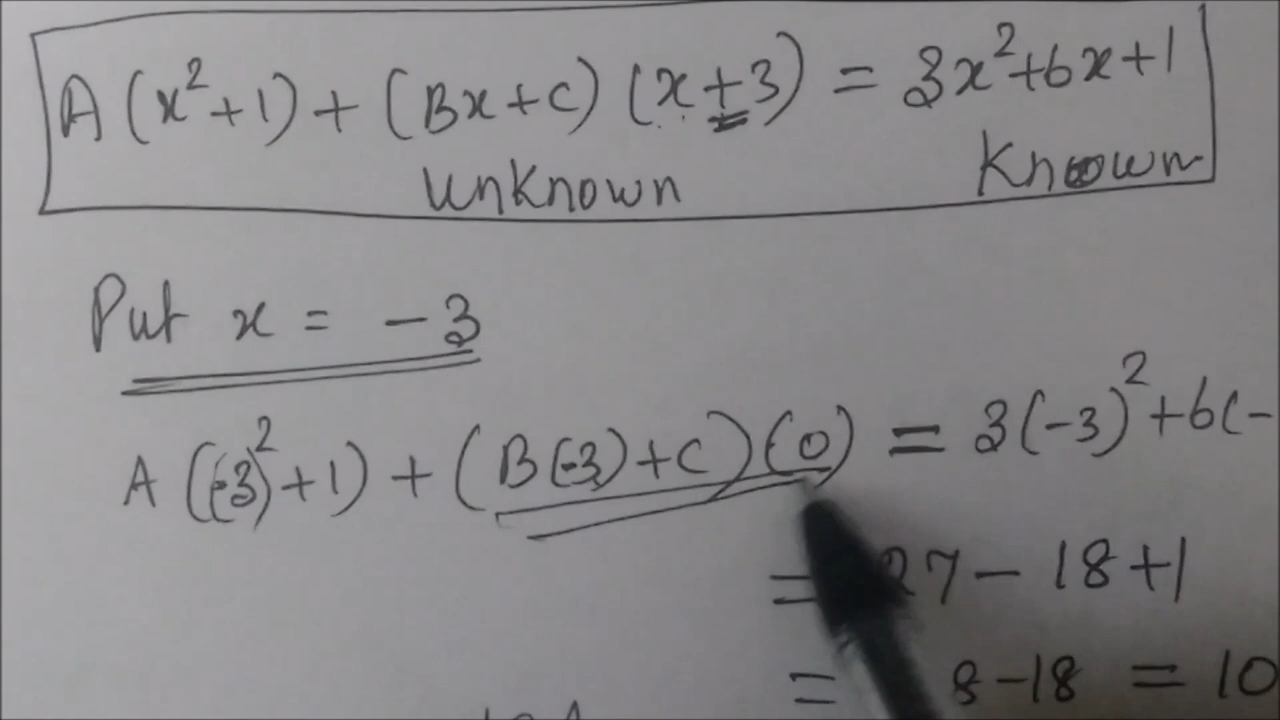 A (x²+1) + (Bx+C) (x+3) = 3x²+6x+1
Unknown Known
Put x = -3
A ((-3)²+1) + (B(-3)+C) (0) = 3(-3)²+6(-
= 27 - 18+1
= 8-18 = 10